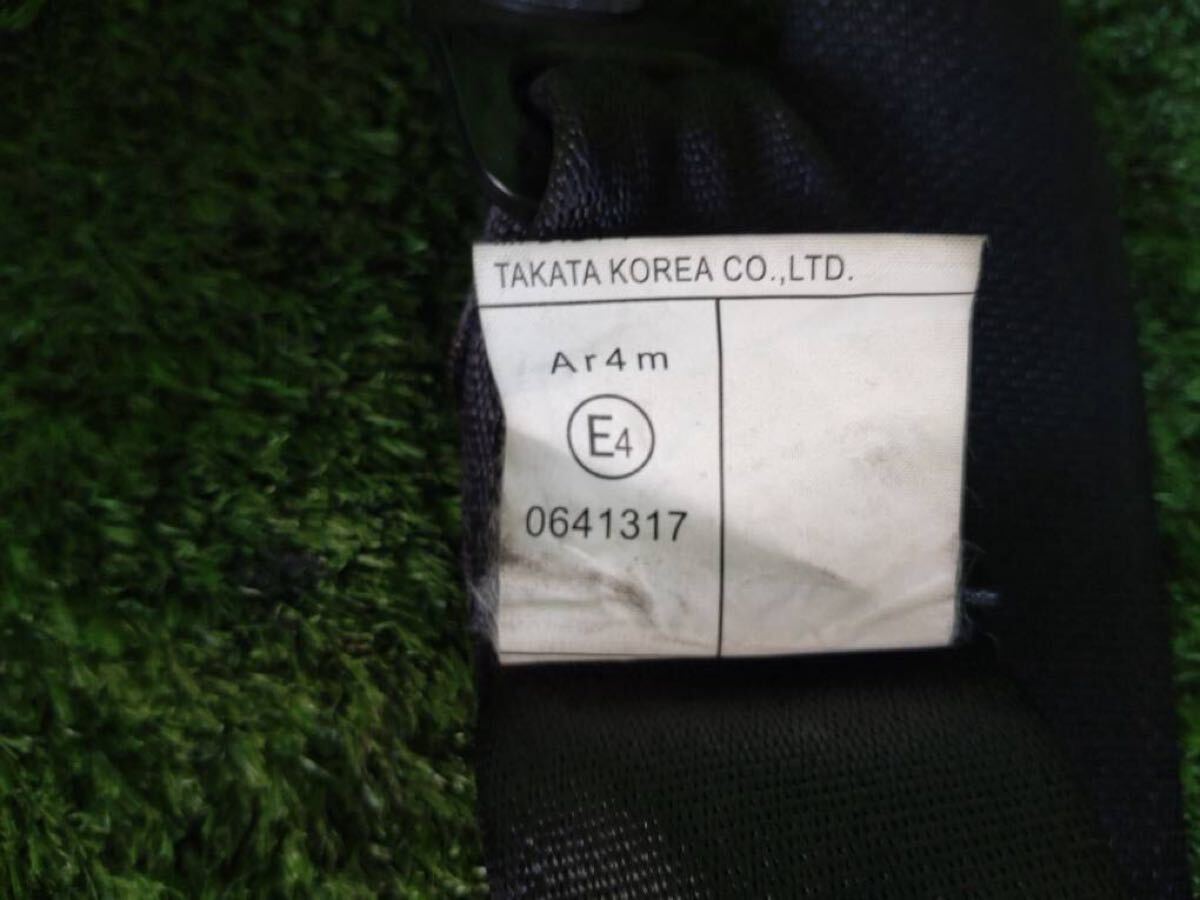 TAKATA KOREA CO.,LTD.
Ar4m
E4
0641317